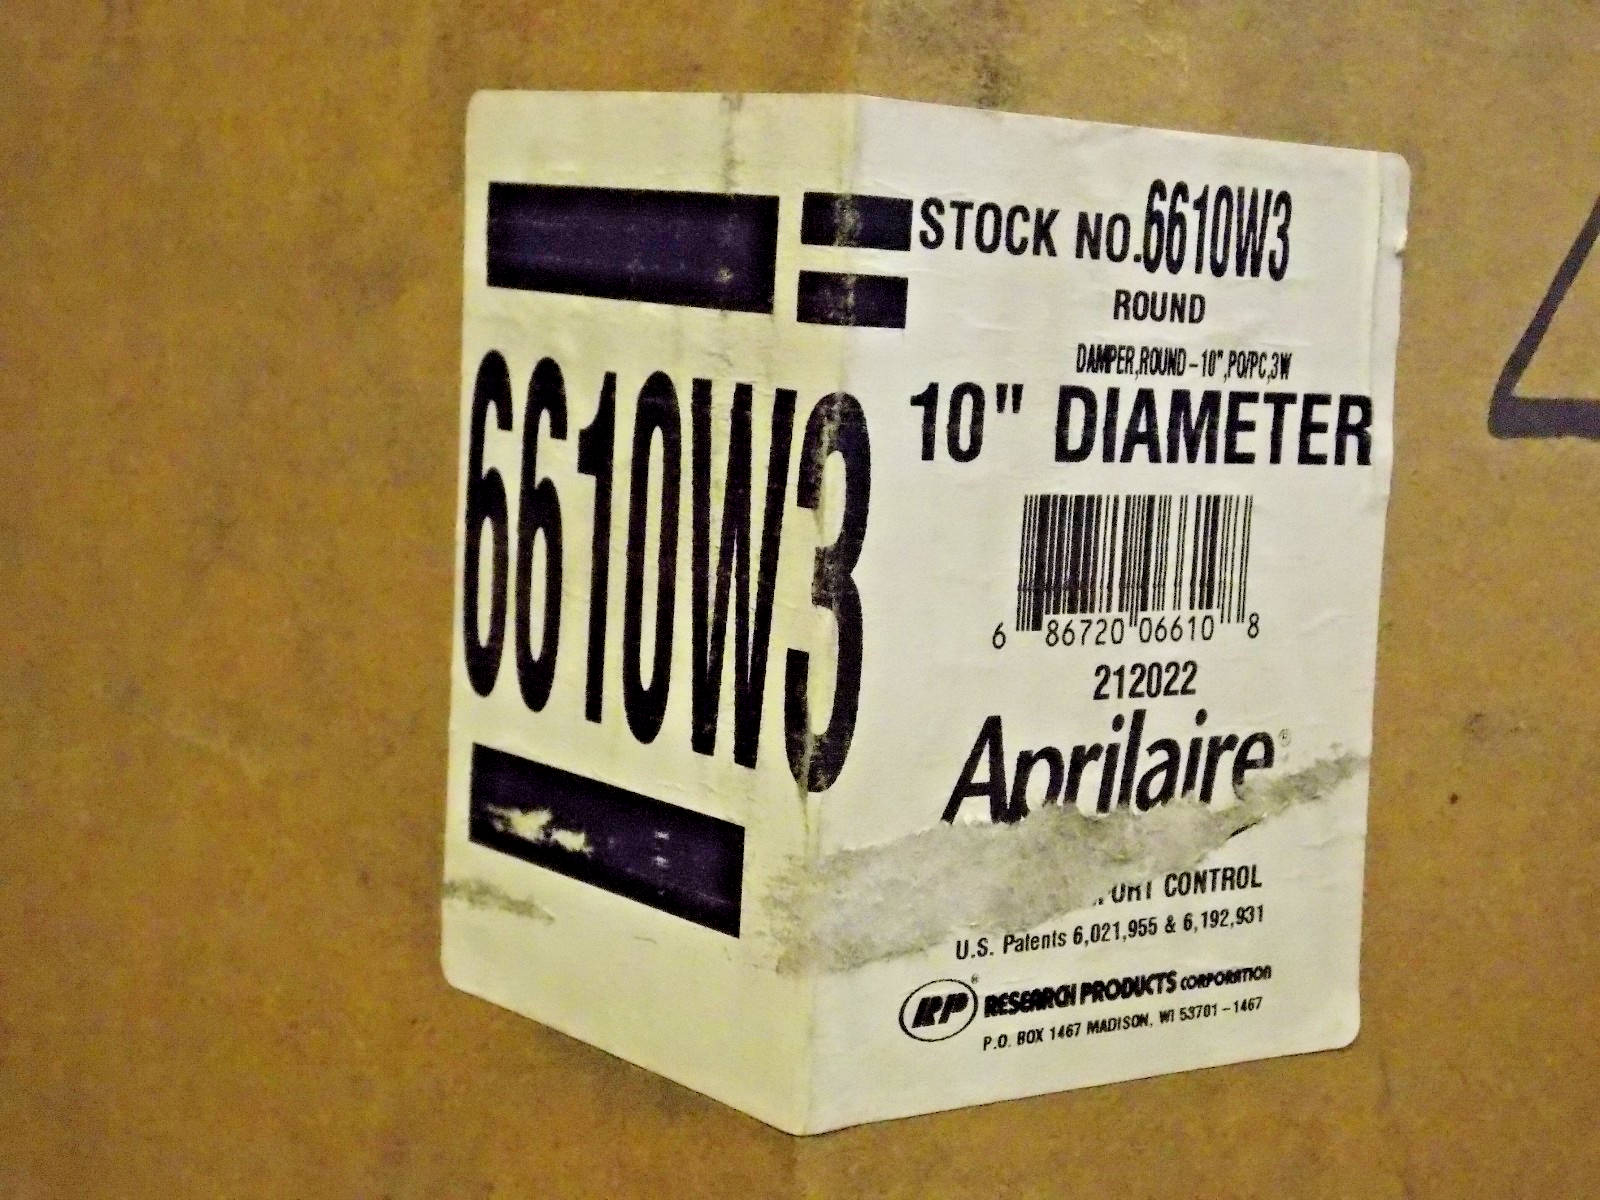 6610W3
STOCK NO.6610W3
ROUND
DAMPER,ROUND-10",PO/PC,3W
10" DIAMETER
6 86720 06610 8
212022
Aprilaire®
CONTROL
U.S. Patents 6,021,955 & 6,192,931
RP® RESEARCH PRODUCTS CORPORATION
P.O. BOX 1467 MADISON, WI 53701-1467